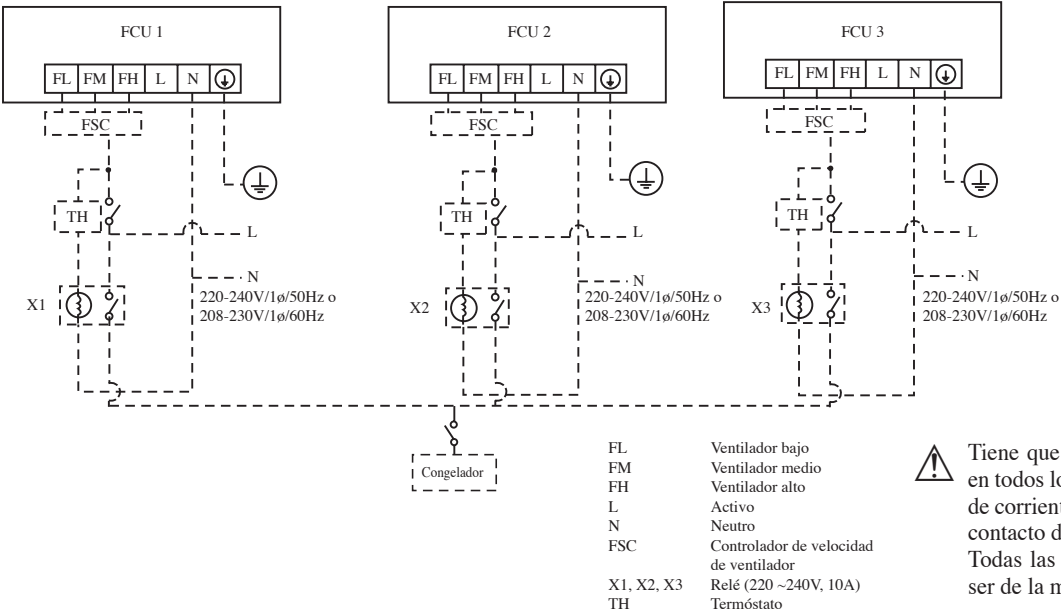 FCU 1
FL FM FH L N
FSC
TH
L
N
X1
220-240V/1ø/50Hz o
208-230V/1ø/60Hz
FCU 2
FL FM FH L N
FSC
TH
L
N
X2
220-240V/1ø/50Hz o
208-230V/1ø/60Hz
FCU 3
FL FM FH L N
FSC
TH
L
N
X3
220-240V/1ø/50Hz o
208-230V/1ø/60Hz
Congelador
FL Ventilador bajo
FM Ventilador medio
FH Ventilador alto
L Activo
N Neutro
FSC Controlador de velocidad
de ventilador
X1, X2, X3 Relé (220 ~240V, 10A)
TH Termóstato
Tiene que
en todos lo
de corrient
contacto d
Todas las
ser de la m